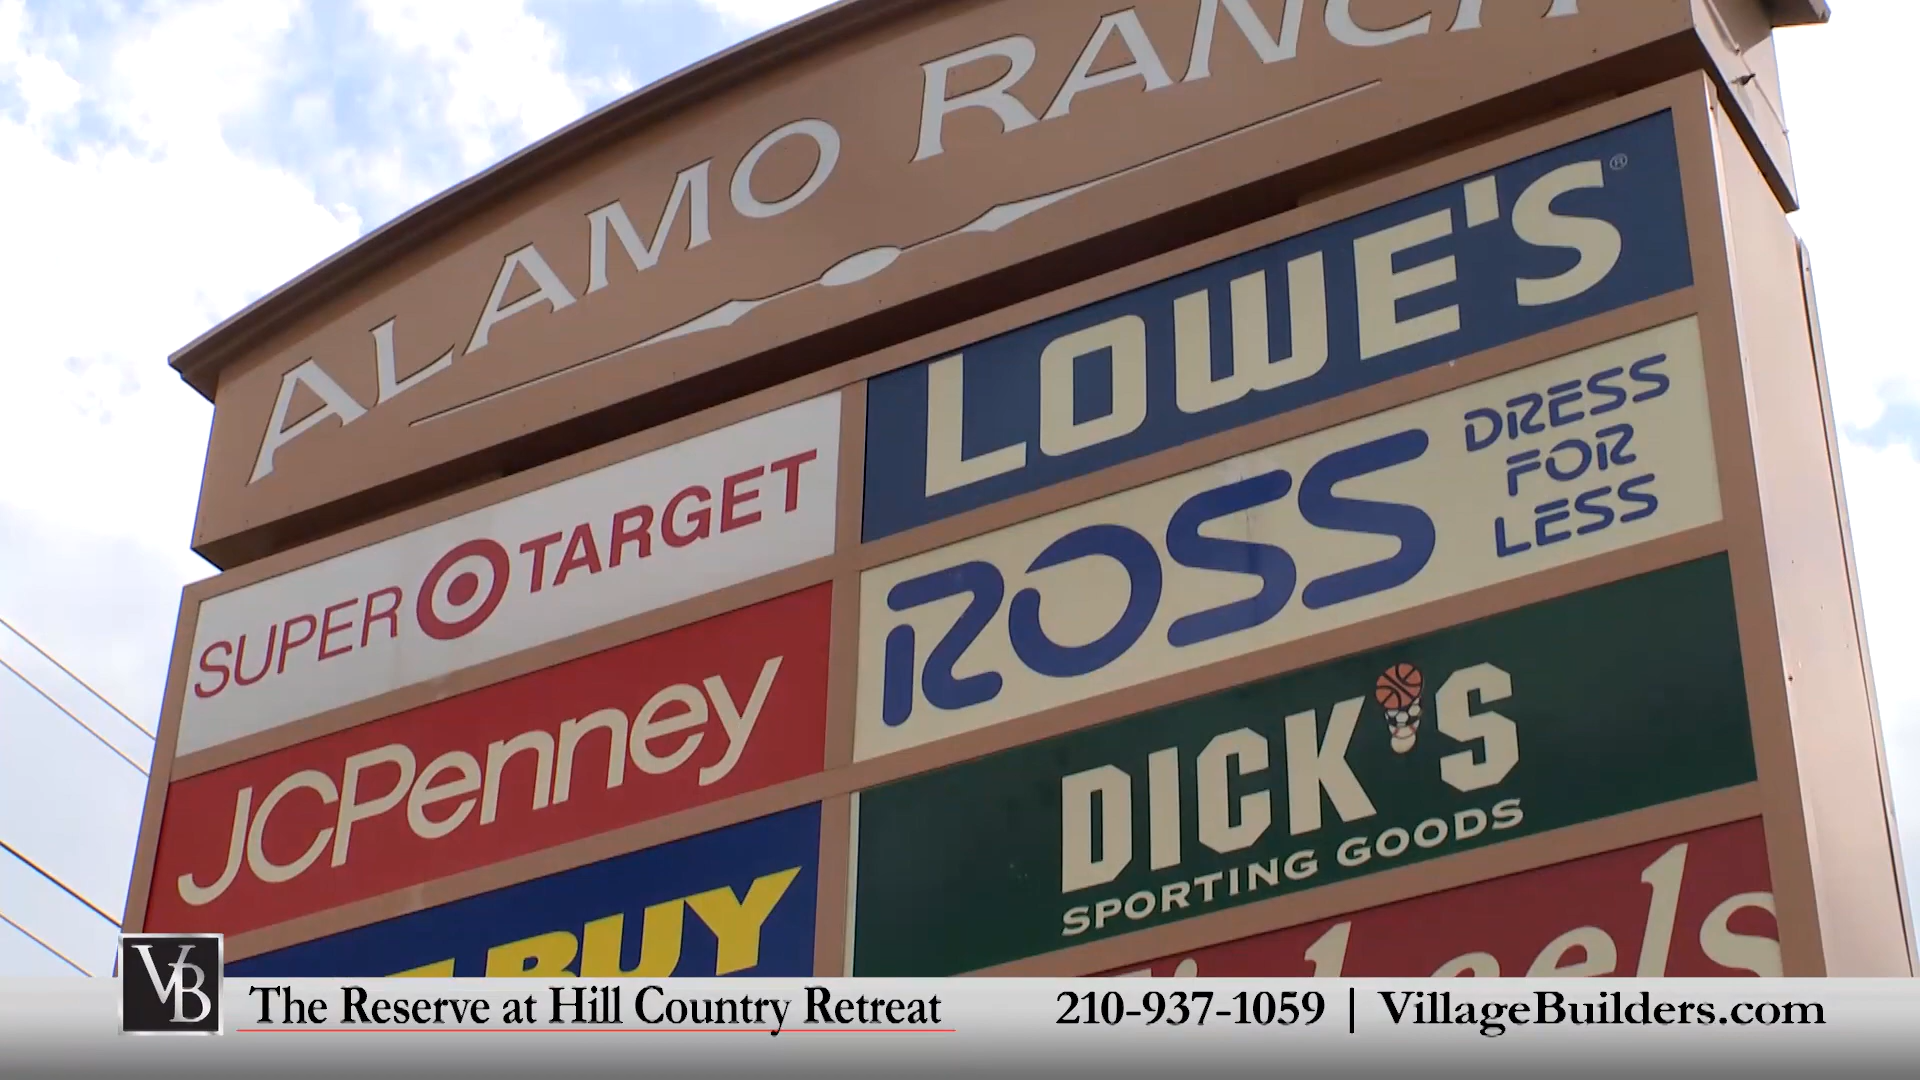 ALAMO RANCH
LOWE'S®
SUPER TARGET
ROSS DRESS
FOR
LESS
JCPenney
DICK'S
SPORTING GOODS
BUY
VB The Reserve at Hill Country Retreat 210-937-1059 | VillageBuilders.com